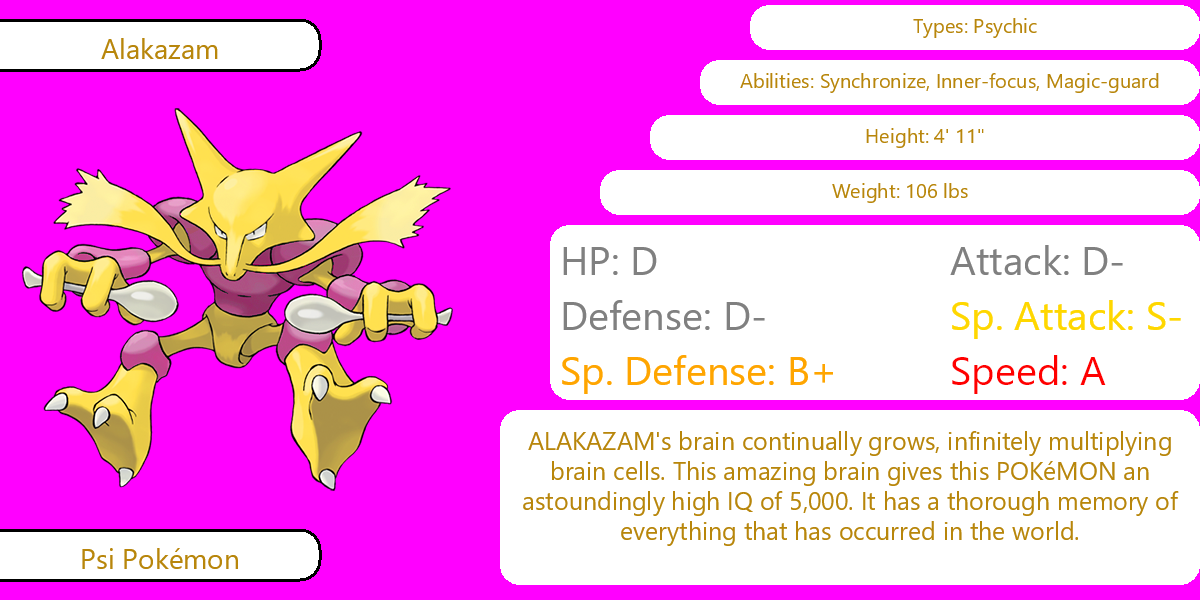 Alakazam
Types: Psychic
Abilities: Synchronize, Inner-focus, Magic-guard
Height: 4' 11"
Weight: 106 lbs
HP: D
Attack: D-
Defense: D-
Sp. Attack: S-
Sp. Defense: B+
Speed: A
ALAKAZAM's brain continually grows, infinitely multiplying
brain cells. This amazing brain gives this POKéMON an
astoundingly high IQ of 5,000. It has a thorough memory of
everything that has occurred in the world.
Psi Pokémon